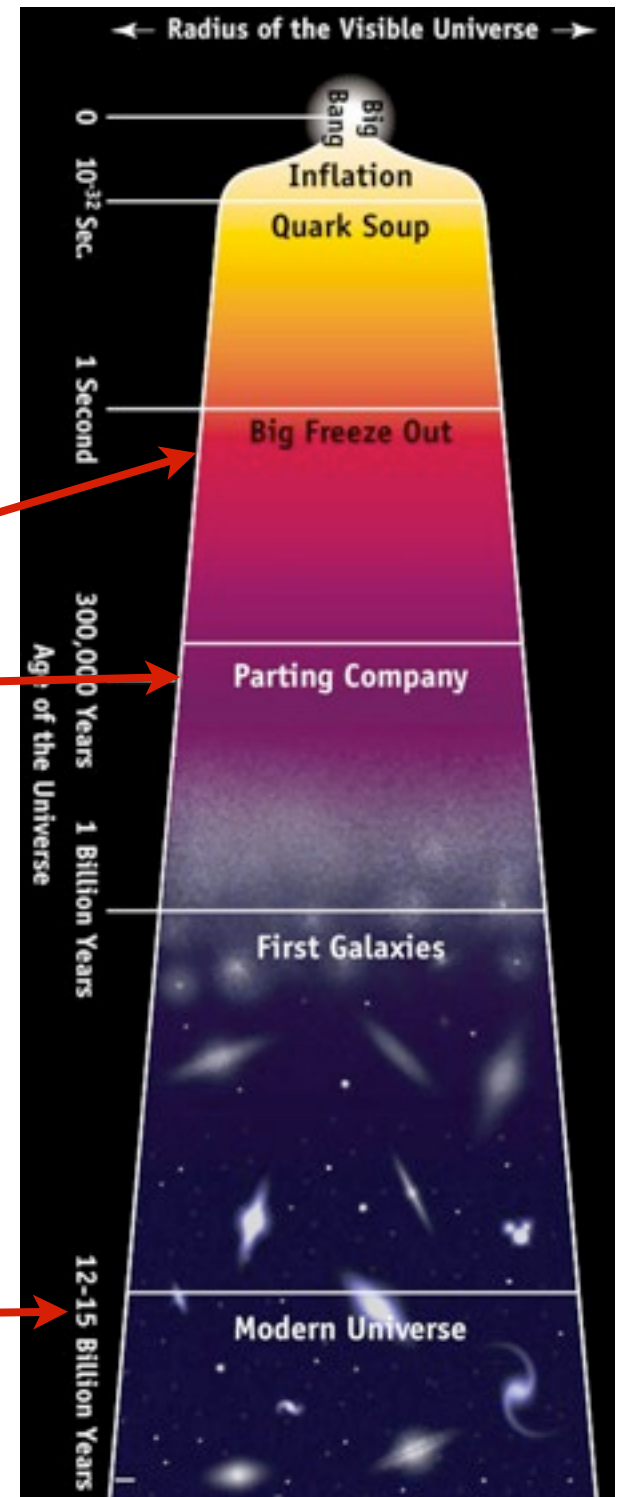 Radius of the Visible Universe
Big
Bang
0
Inflation
10⁻³² Sec.
Quark Soup
1 Second
Big Freeze Out
300,000 Years
Parting Company
Age of the Universe
1 Billion Years
First Galaxies
12-15 Billion Years
Modern Universe